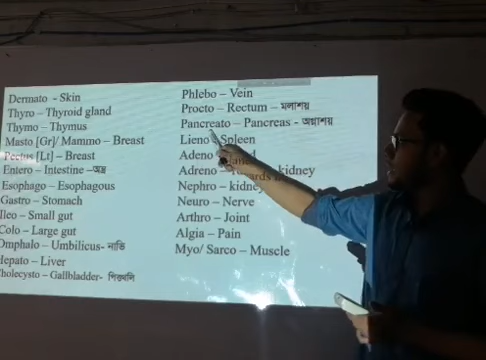 Dermato - Skin
Thyro – Thyroid gland
Thymo – Thymus
Masto [Gr]/ Mammo – Breast
Pectus [Lt] – Breast
Entero – Intestine – অন্ত্র
Esophago – Esophagous
Gastro – Stomach
Ileo – Small gut
Colo – Large gut
Omphalo – Umbilicus- নাভি
Hepato – Liver
holecysto – Gallbladder- পিত্তথলি
Phlebo – Vein
Procto – Rectum – মলাশয়
Pancreato – Pancreas - অগ্নাশয়
Lieno Spleen
Adeno
Adreno – kidney
Nephro – kidney
Neuro – Nerve
Arthro – Joint
Algia – Pain
Myo/ Sarco – Muscle